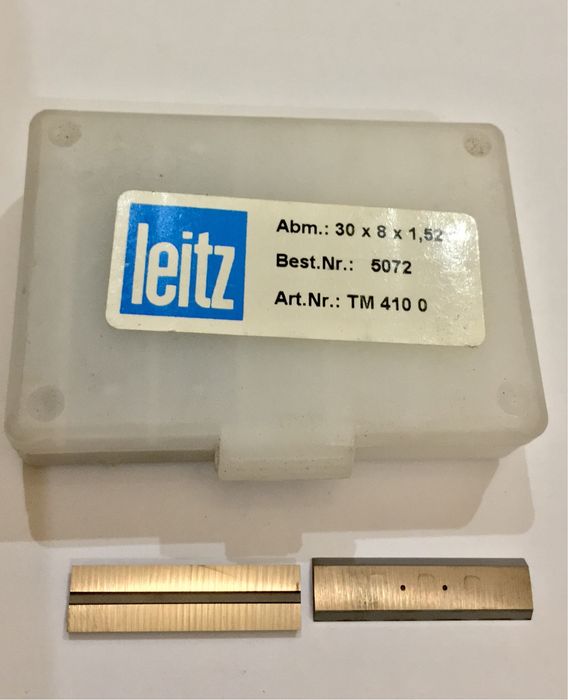 leitz
Abm.: 30 x 8 x 1,52
Best.Nr.: 5072
Art.Nr.: TM 410 0